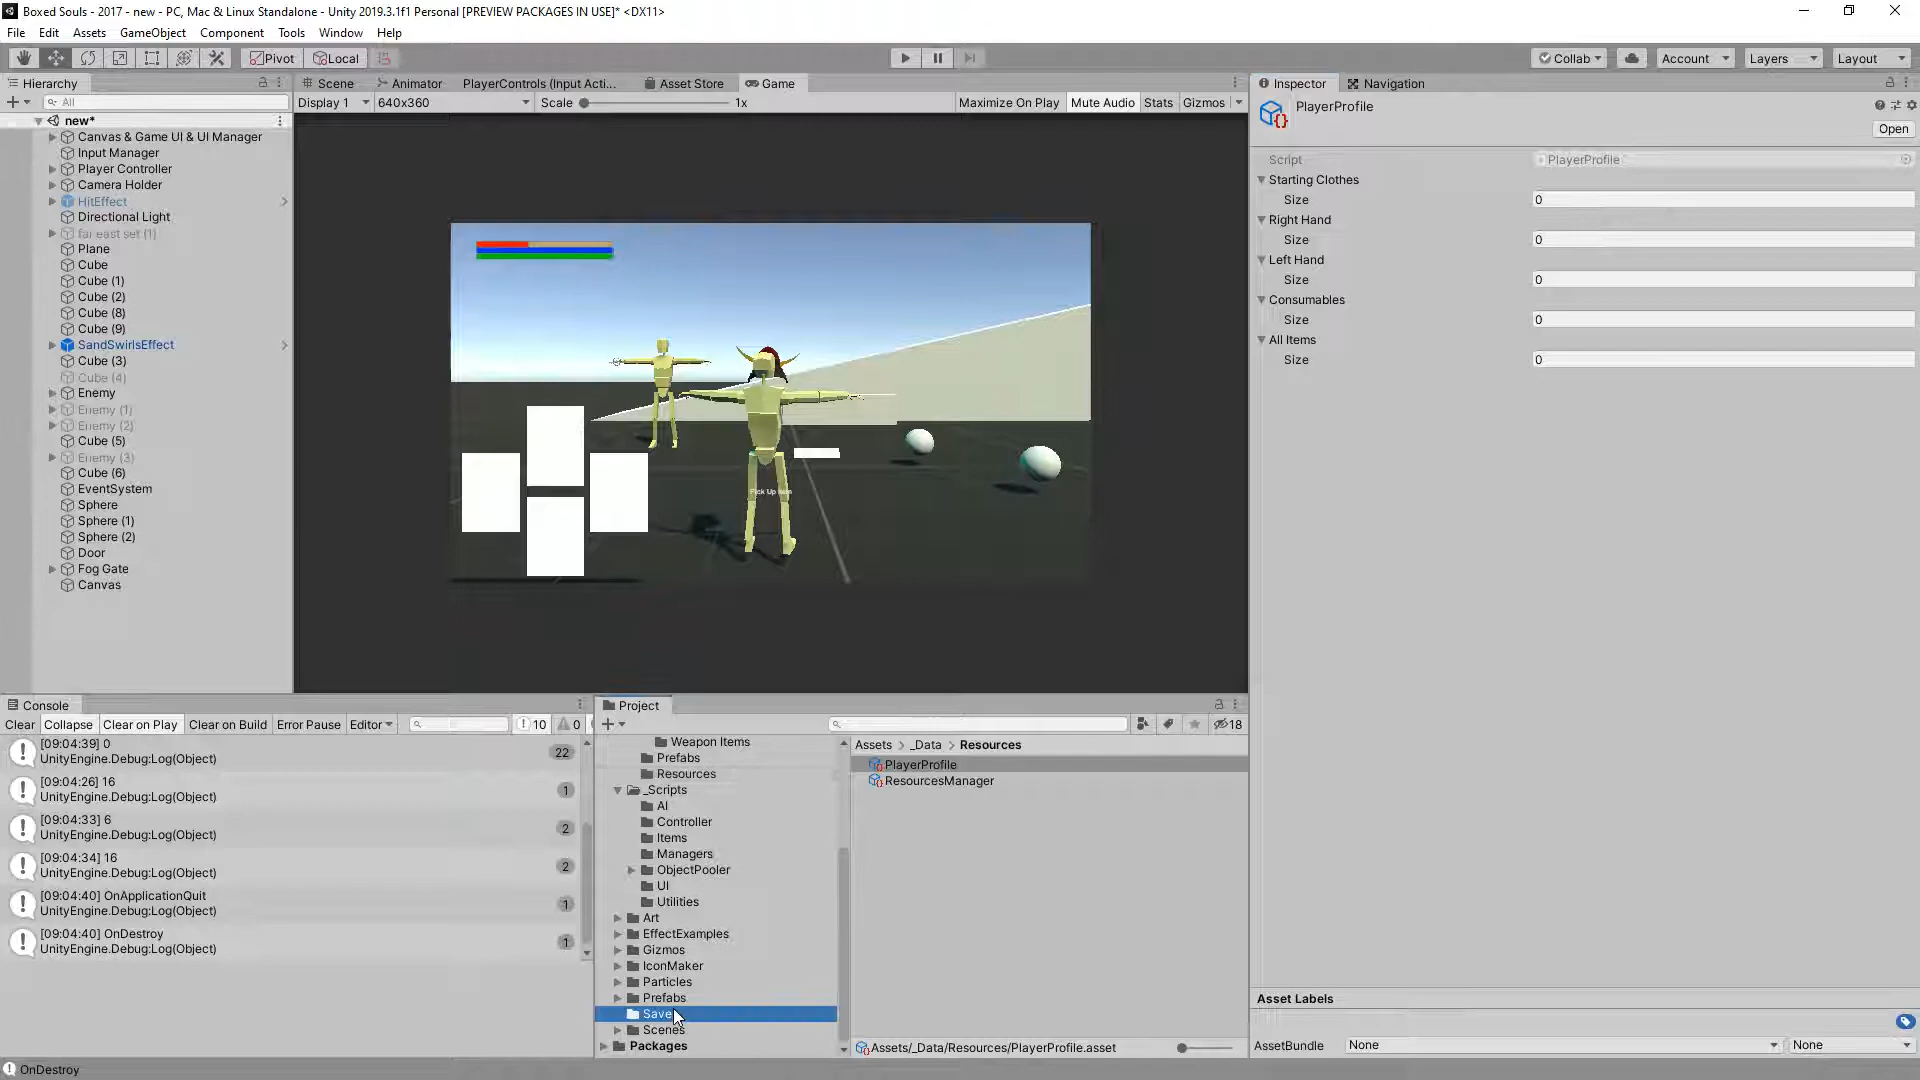 Boxed Souls - 2017 - new - PC, Mac & Linux Standalone - Unity 2019.3.1f1 Personal [PREVIEW PACKAGES IN USE]* <DX11>
File Edit Assets GameObject Component Tools Window Help
Pivot Local Collab Account Layers Layout
Hierarchy
All
new*
Canvas & Game UI & UI Manager
Input Manager
Player Controller
Camera Holder
HitEffect
Directional Light
far east set (1)
Plane
Cube
Cube (1)
Cube (2)
Cube (8)
Cube (9)
SandSwirlsEffect
Cube (3)
Cube (4)
Enemy
Enemy (1)
Enemy (2)
Cube (5)
Enemy (3)
Cube (6)
EventSystem
Sphere
Sphere (1)
Sphere (2)
Door
Fog Gate
Canvas
Scene Animator PlayerControls (Input Acti... Asset Store Game
Display 1 640x360 Scale 1x Maximize On Play Mute Audio Stats Gizmos
Pick Up Item
Inspector Navigation
PlayerProfile
Open
Script PlayerProfile
Starting Clothes
Size 0
Right Hand
Size 0
Left Hand
Size 0
Consumables
Size 0
All Items
Size 0
Asset Labels
AssetBundle None None
Console
Clear Collapse Clear on Play Clear on Build Error Pause Editor 10 0
[09:04:39] 0
UnityEngine.Debug:Log(Object) 22
[09:04:26] 16
UnityEngine.Debug:Log(Object) 1
[09:04:33] 6
UnityEngine.Debug:Log(Object) 2
[09:04:34] 16
UnityEngine.Debug:Log(Object) 2
[09:04:40] OnApplicationQuit
UnityEngine.Debug:Log(Object) 1
[09:04:40] OnDestroy
UnityEngine.Debug:Log(Object) 1
Project
18
Weapon Items
Prefabs
Resources
_Scripts
AI
Controller
Items
Managers
ObjectPooler
UI
Utilities
Art
EffectExamples
Gizmos
IconMaker
Particles
Prefabs
Save
Scenes
Packages
Assets > _Data > Resources
PlayerProfile
ResourcesManager
Assets/_Data/Resources/PlayerProfile.asset
OnDestroy